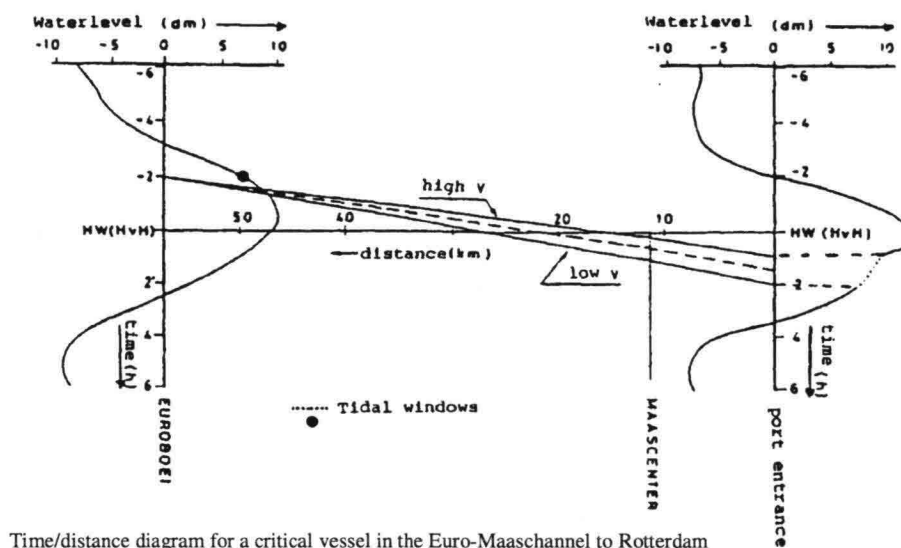 Waterlevel (dm)
-10 -5 0 5 10
Waterlevel (dm)
-10 -5 0 5 10
-6
-4
-2
HW(HvH)
2
4
6
time(h)
50 40 20 10
high v
distance(km)
low v
-6
-4
-2
HW(HvH)
2
4
6
time(h)
Tidal windows
EUROBOEI
MAASCENTER
port entrance
Time/distance diagram for a critical vessel in the Euro-Maaschannel to Rotterdam